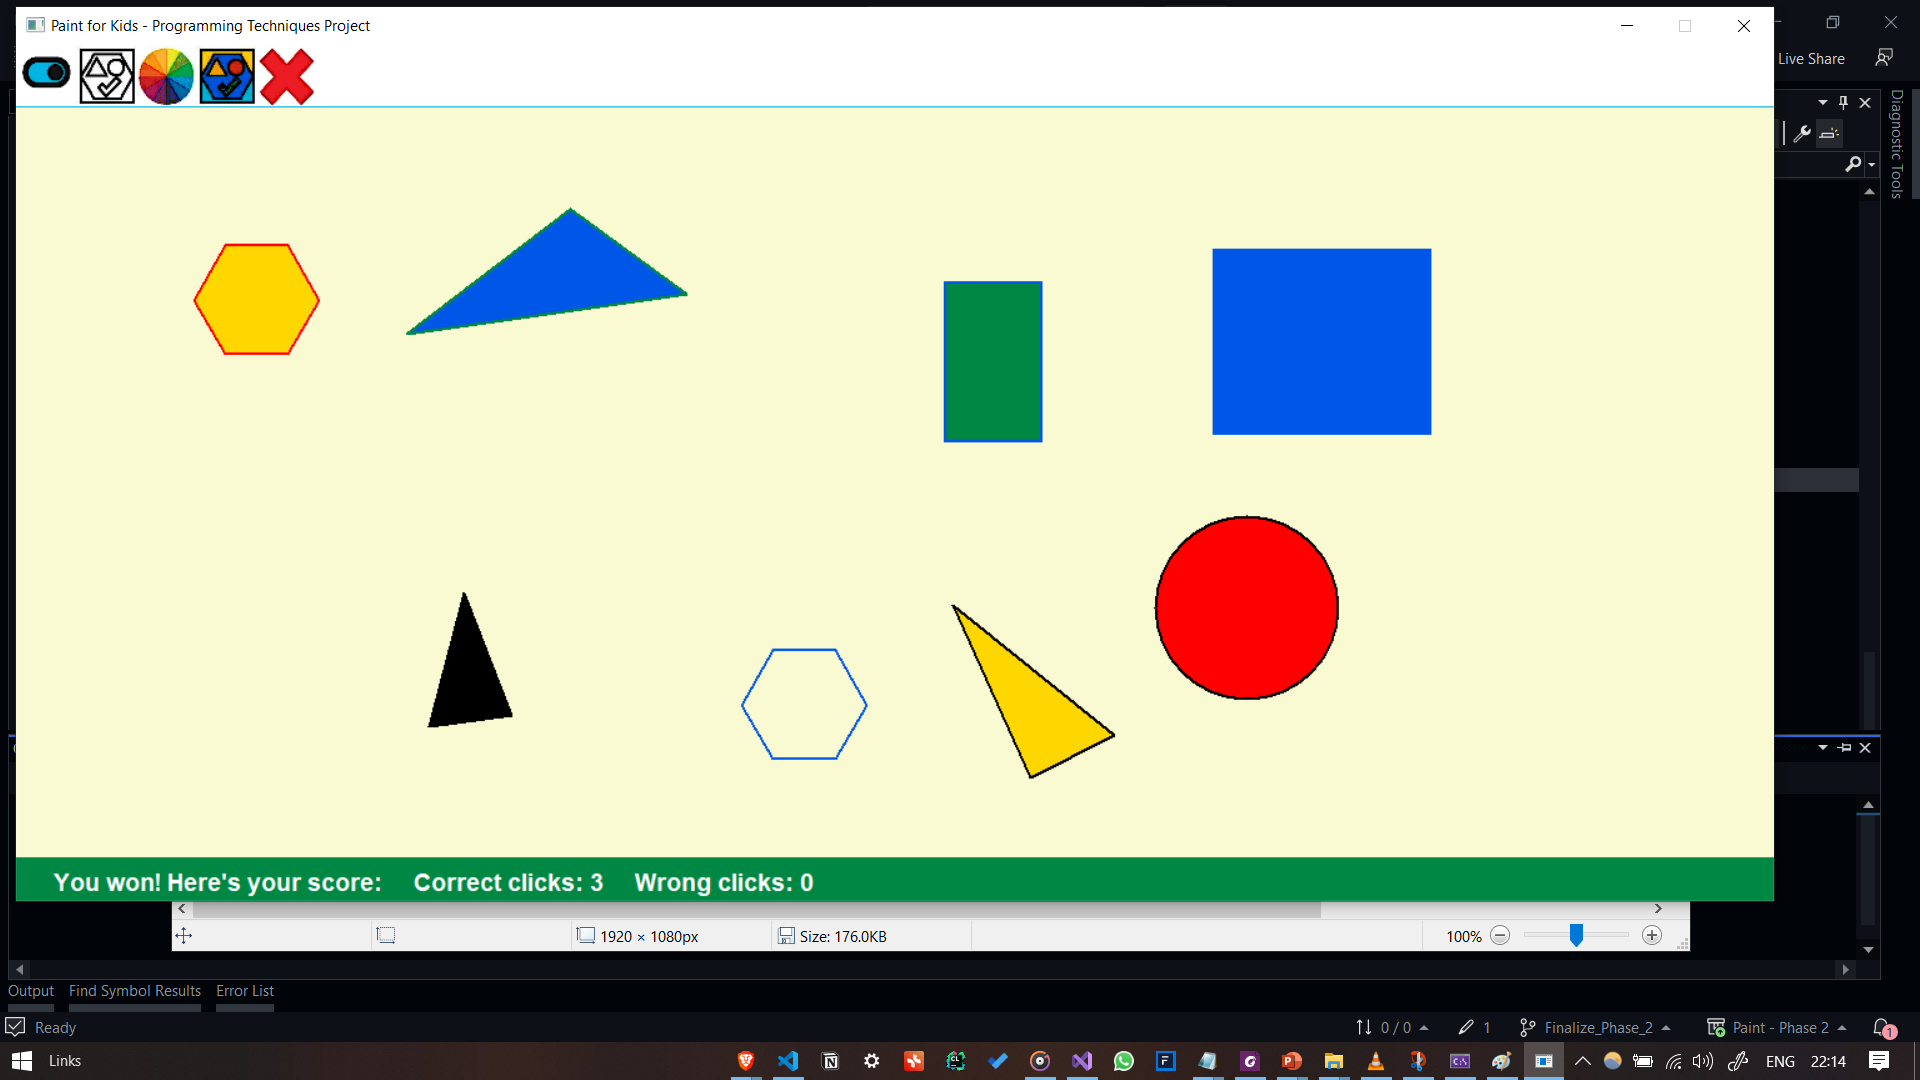 Paint for Kids - Programming Techniques Project
Live Share
Diagnostic Tools
You won! Here's your score: Correct clicks: 3 Wrong clicks: 0
1920 × 1080px
Size: 176.0KB
100%
Output
Find Symbol Results
Error List
Ready
0 / 0
1
Finalize_Phase_2
Paint - Phase 2
1
Links
ENG
22:14